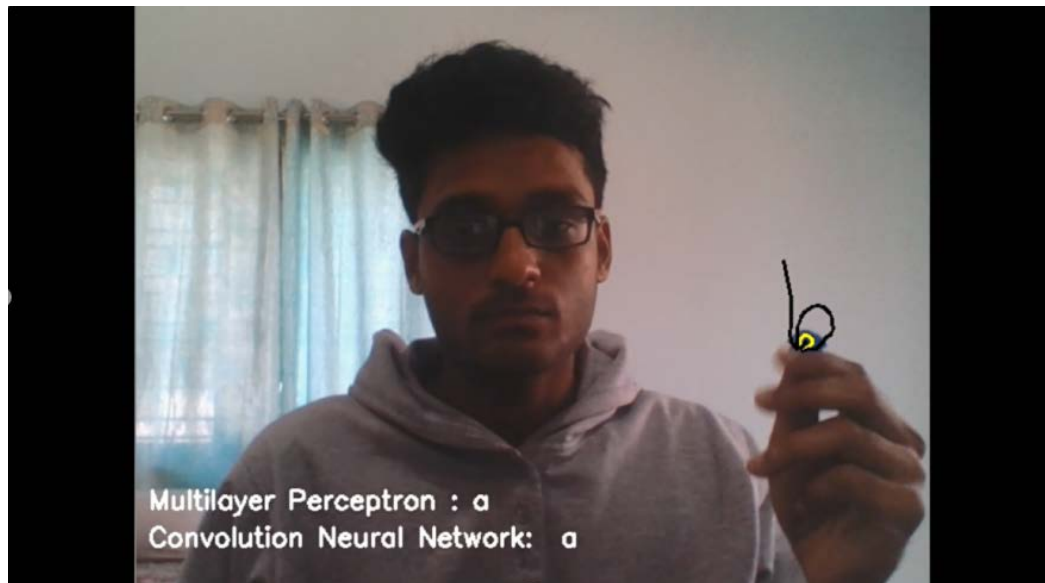 Multilayer Perceptron : a
Convolution Neural Network: a
b